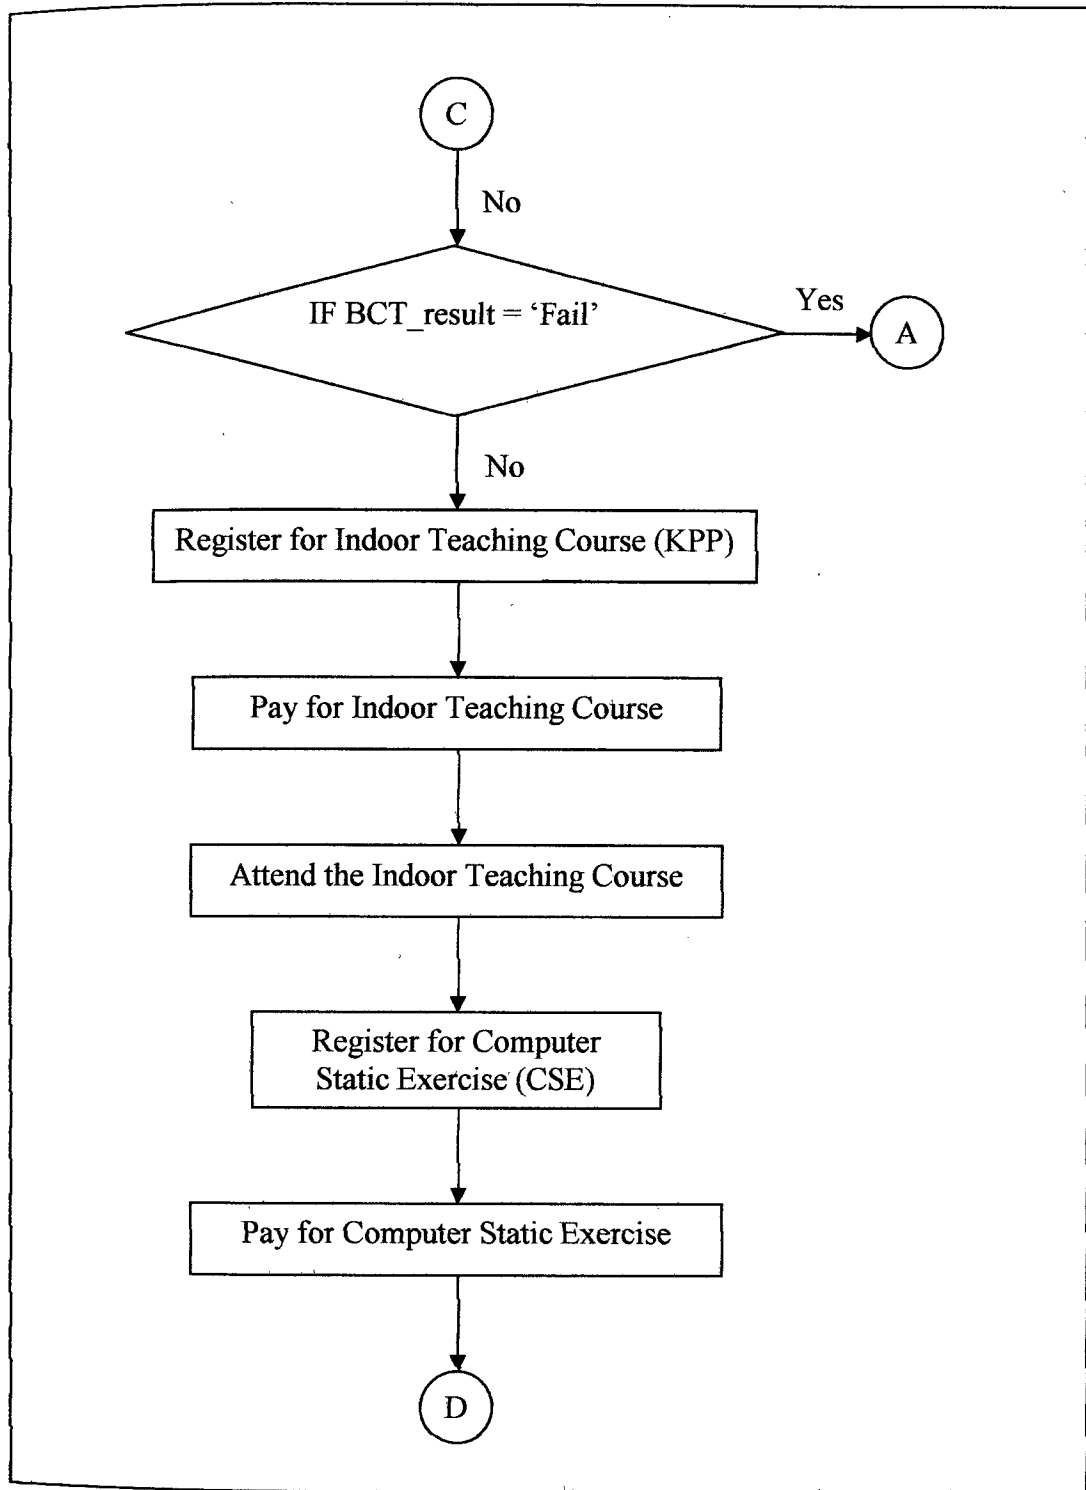 C
No
IF BCT_result = ‘Fail’
Yes
A
No
Register for Indoor Teaching Course (KPP)
Pay for Indoor Teaching Course
Attend the Indoor Teaching Course
Register for Computer
Static Exercise (CSE)
Pay for Computer Static Exercise
D